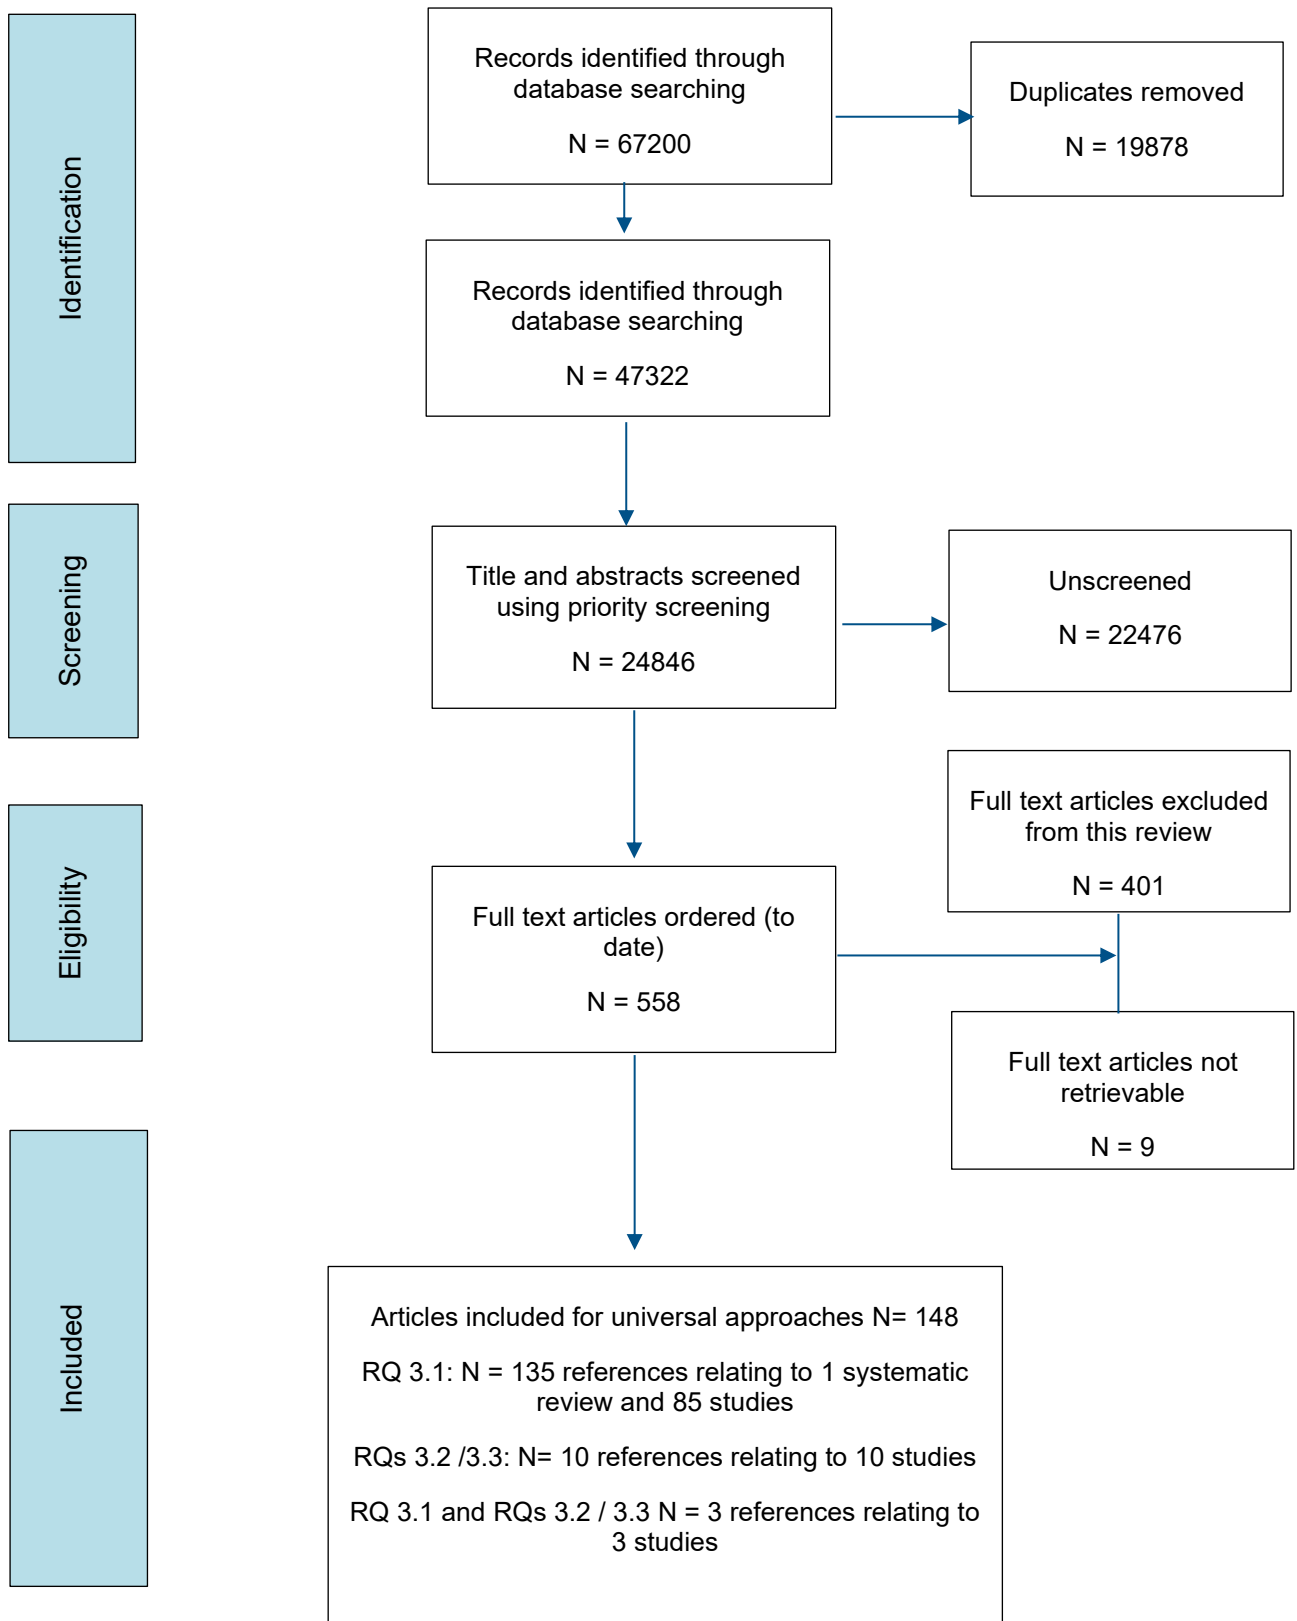 Identification
Records identified through
database searching
N = 67200
Duplicates removed
N = 19878
Records identified through
database searching
N = 47322
Screening
Title and abstracts screened
using priority screening
N = 24846
Unscreened
N = 22476
Eligibility
Full text articles excluded
from this review
N = 401
Full text articles ordered (to
date)
N = 558
Full text articles not
retrievable
N = 9
Included
Articles included for universal approaches N= 148
RQ 3.1: N = 135 references relating to 1 systematic
review and 85 studies
RQs 3.2 /3.3: N= 10 references relating to 10 studies
RQ 3.1 and RQs 3.2 / 3.3 N = 3 references relating to
3 studies